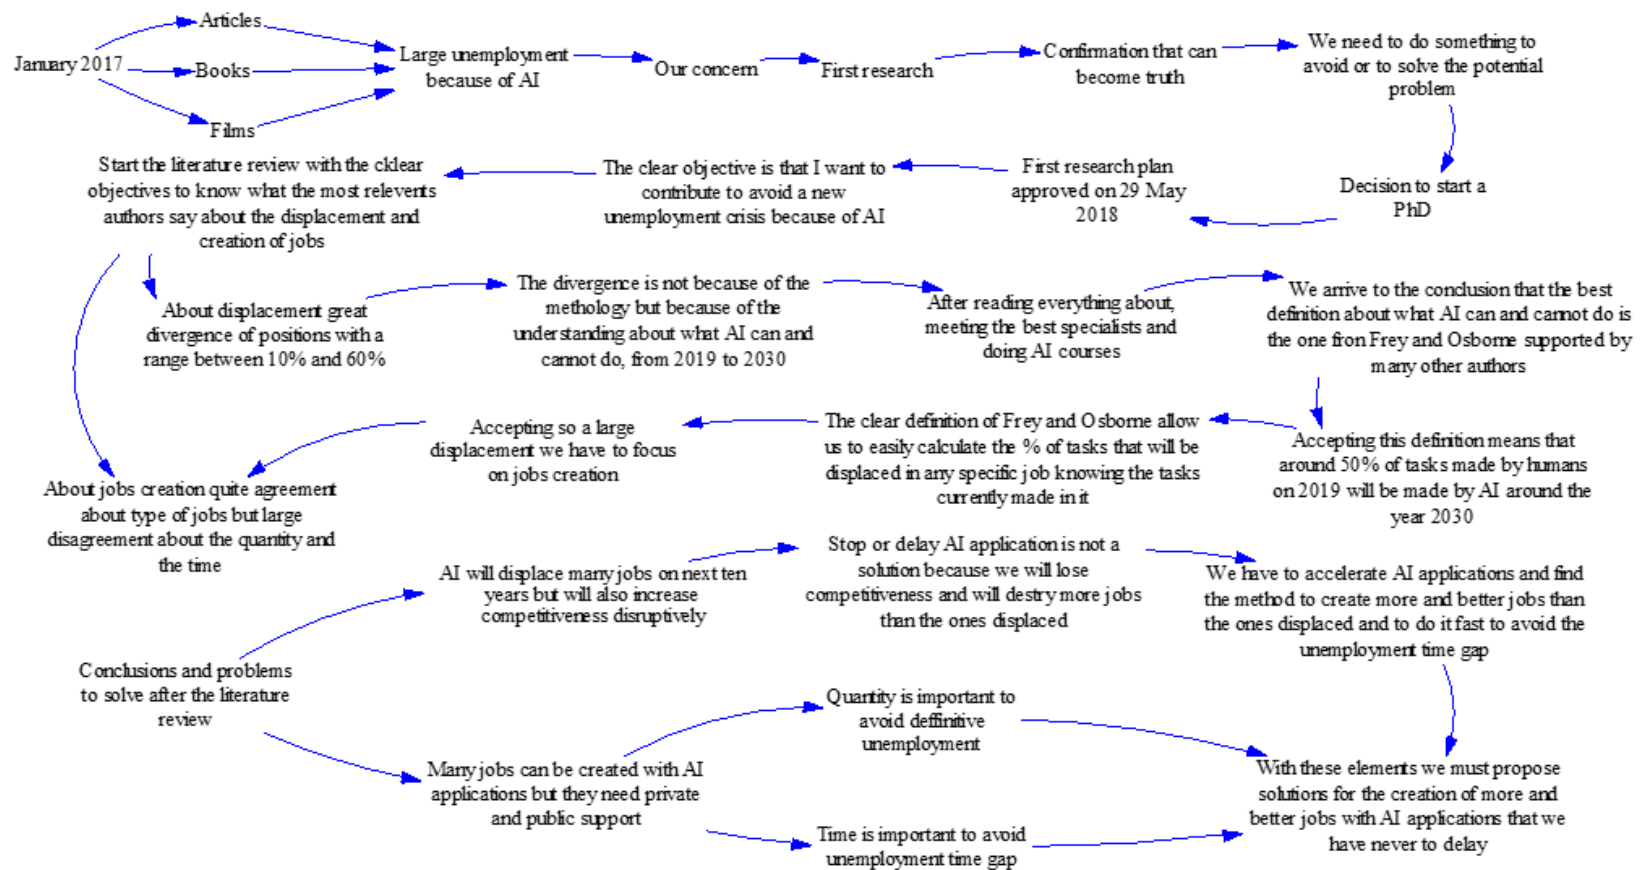 Articles
January 2017
Books
Films
Large unemployment
because of AI
Our concern
First research
Confirmation that can
become truth
We need to do something to
avoid or to solve the potential
problem
Decision to start a
PhD
First research plan
approved on 29 May
2018
The clear objective is that I want to
contribute to avoid a new
unemployment crisis because of AI
Start the literature review with the cklear
objectives to know what the most relevents
authors say about the displacement and
creation of jobs
About displacement great
divergence of positions with a
range between 10% and 60%
The divergence is not because of the
methology but because of the
understanding about what AI can and
cannot do, from 2019 to 2030
After reading everything about,
meeting the best specialists and
doing AI courses
We arrive to the conclusion that the best
definition about what AI can and cannot do is
the one fron Frey and Osborne supported by
many other authors
Accepting this definition means that
around 50% of tasks made by humans
on 2019 will be made by AI around the
year 2030
The clear definition of Frey and Osborne allow
us to easily calculate the % of tasks that will be
displaced in any specific job knowing the tasks
currently made in it
Accepting so a large
displacement we have to focus
on jobs creation
About jobs creation quite agreement
about type of jobs but large
disagreement about the quantity and
the time
Conclusions and problems
to solve after the literature
review
AI will displace many jobs on next ten
years but will also increase
competitiveness disruptively
Stop or delay AI application is not a
solution because we will lose
competitiveness and will destry more jobs
than the ones displaced
We have to accelerate AI applications and find
the method to create more and better jobs than
the ones displaced and to do it fast to avoid the
unemployment time gap
Many jobs can be created with AI
applications but they need private
and public support
Quantity is important to
avoid deffinitive
unemployment
Time is important to avoid
unemployment time gap
With these elements we must propose
solutions for the creation of more and
better jobs with AI applications that we
have never to delay